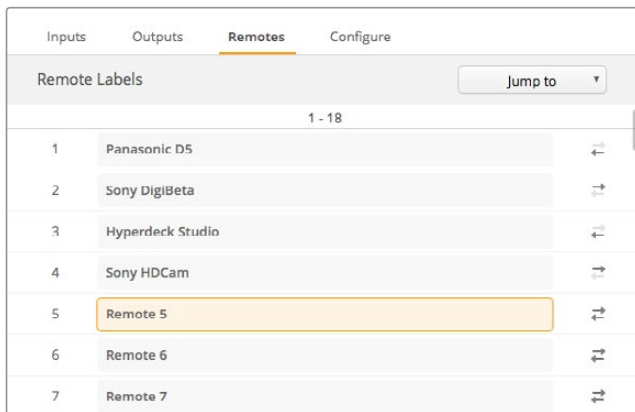 Inputs Outputs Remotes Configure
Remote Labels Jump to
1 - 18
1 Panasonic D5
2 Sony DigiBeta
3 Hyperdeck Studio
4 Sony HDCam
5 Remote 5
6 Remote 6
7 Remote 7